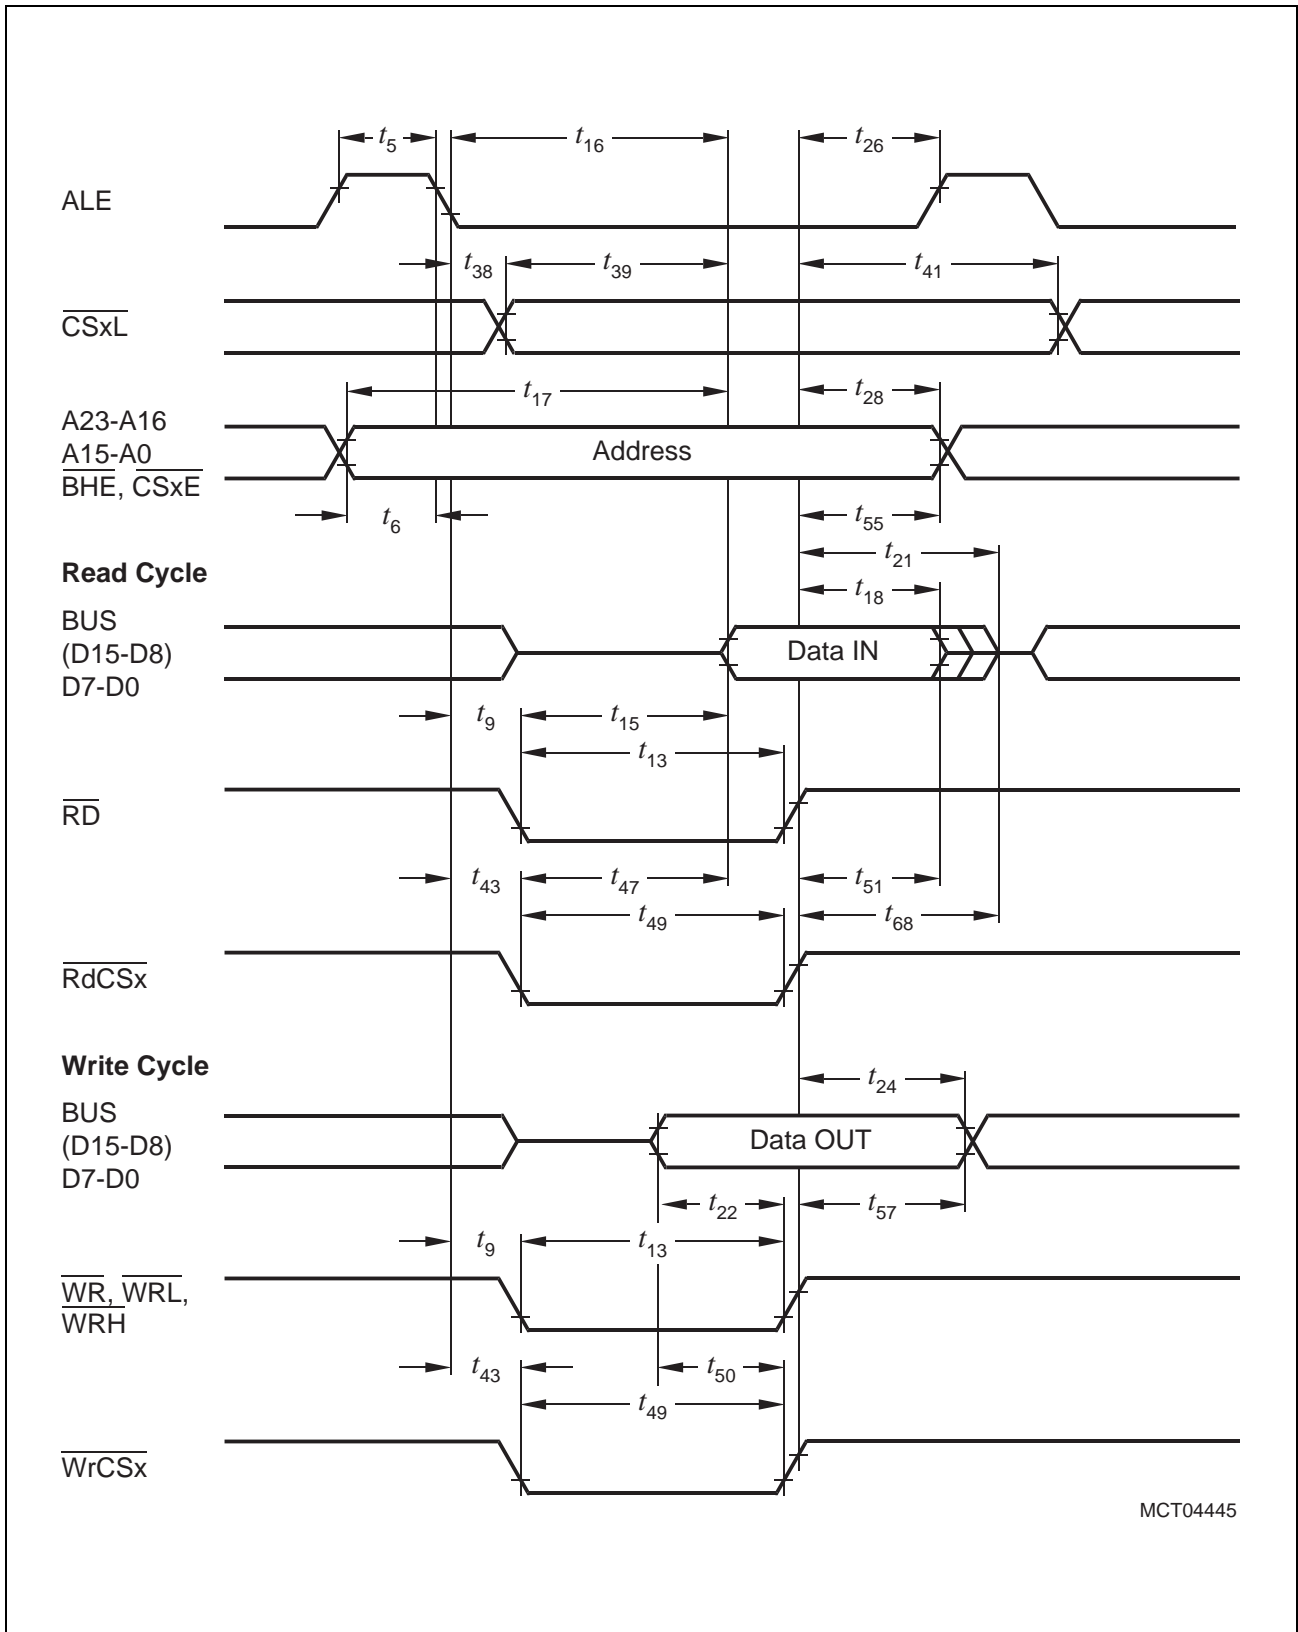 t5 t16 t26
ALE
t38 t39 t41
CSxL
t17 t28
A23-A16
A15-A0
BHE, CSxE
Address
t6 t55
t21
Read Cycle
t18
BUS
(D15-D8)
D7-D0
Data IN
t9 t15
t13
RD
t43 t47 t51
t49 t68
RdCSx
Write Cycle
t24
BUS
(D15-D8)
D7-D0
Data OUT
t22 t57
t9 t13
WR, WRL,
WRH
t43 t50
t49
WrCSx
MCT04445